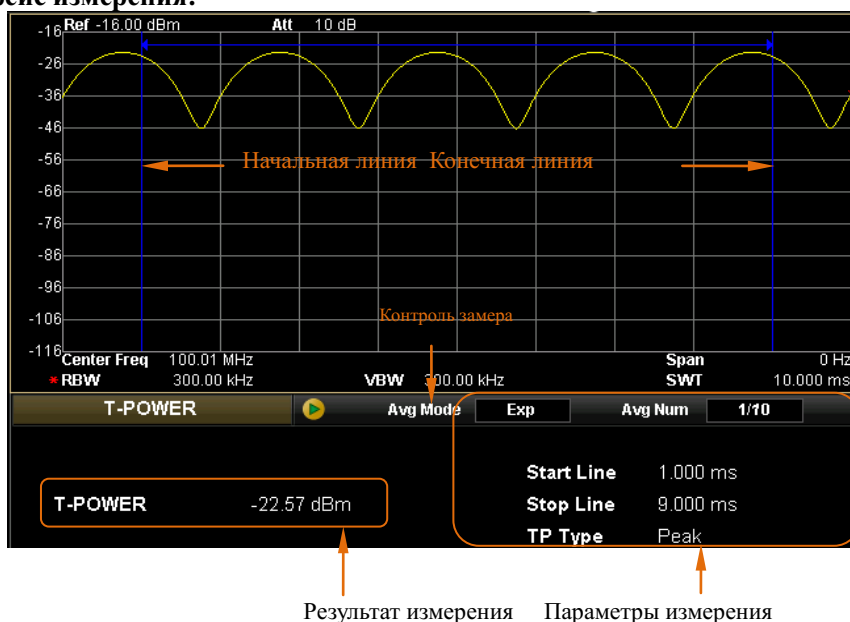 ейс измерения:
Ref -16.00 dBm Att 10 dB
-16
-26
-36
-46
-56
Начальная линия Конечная линия
-66
-76
-86
-96
Контроль замера
-106
-116
Center Freq 100.01 MHz Span 0 Hz
* RBW 300.00 kHz VBW 300.00 kHz SWT 10.000 ms
T-POWER Avg Mode Exp Avg Num 1/10
Start Line 1.000 ms
T-POWER -22.57 dBm Stop Line 9.000 ms
TP Type Peak
Результат измерения Параметры измерения